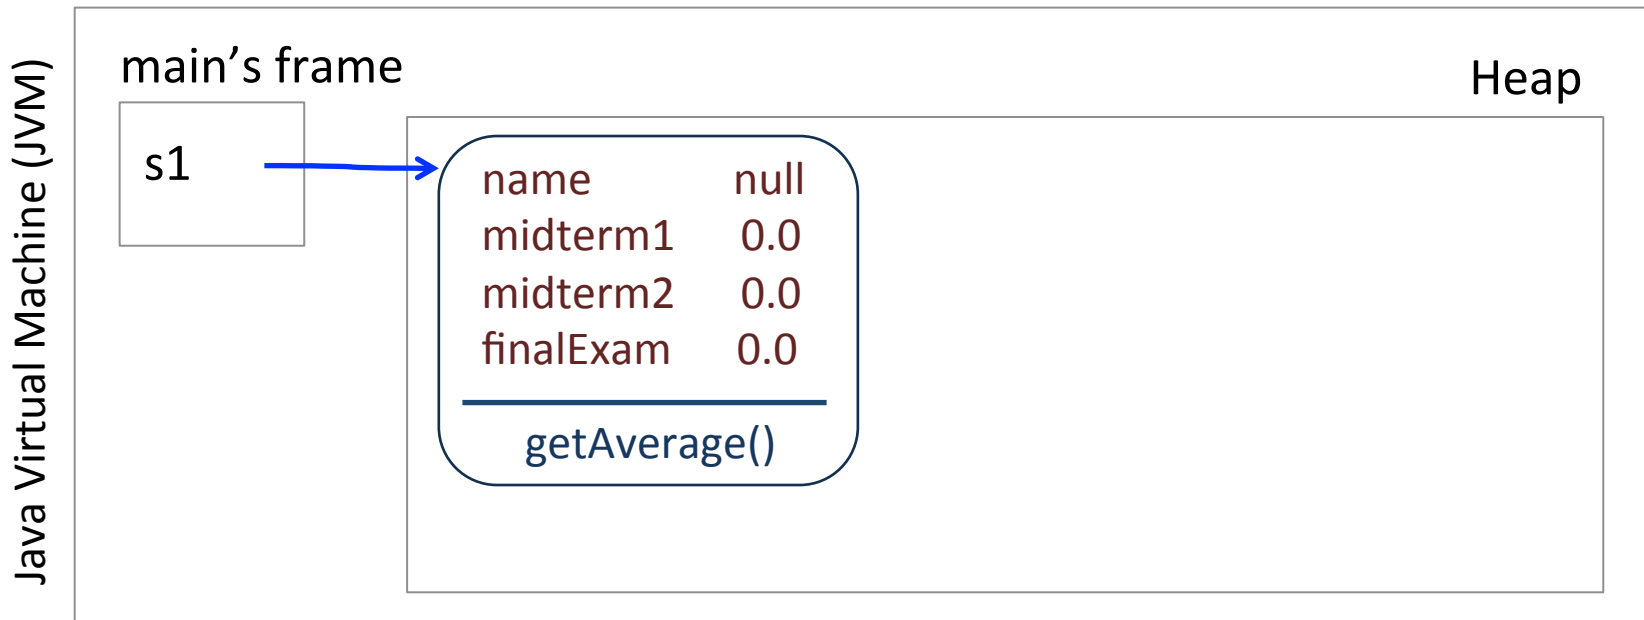 Java Virtual Machine (JVM)
main’s frame
Heap
s1
name null
midterm1 0.0
midterm2 0.0
finalExam 0.0
getAverage()